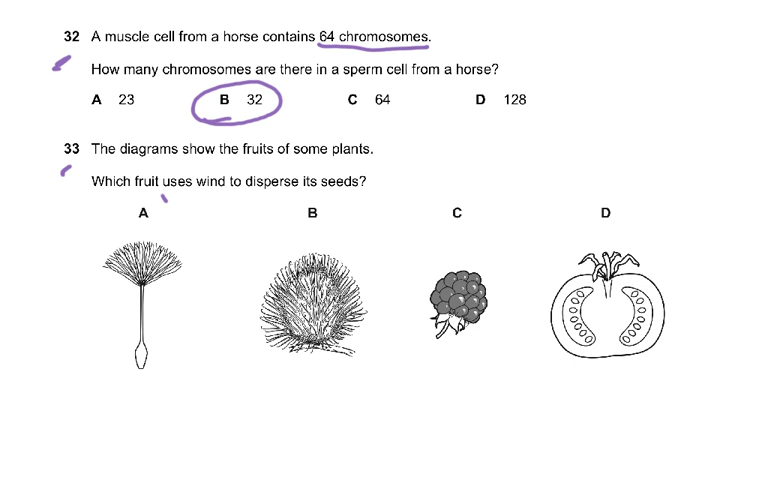 32 A muscle cell from a horse contains 64 chromosomes.
How many chromosomes are there in a sperm cell from a horse?
A 23 B 32 C 64 D 128
33 The diagrams show the fruits of some plants.
Which fruit uses wind to disperse its seeds?
A B C D